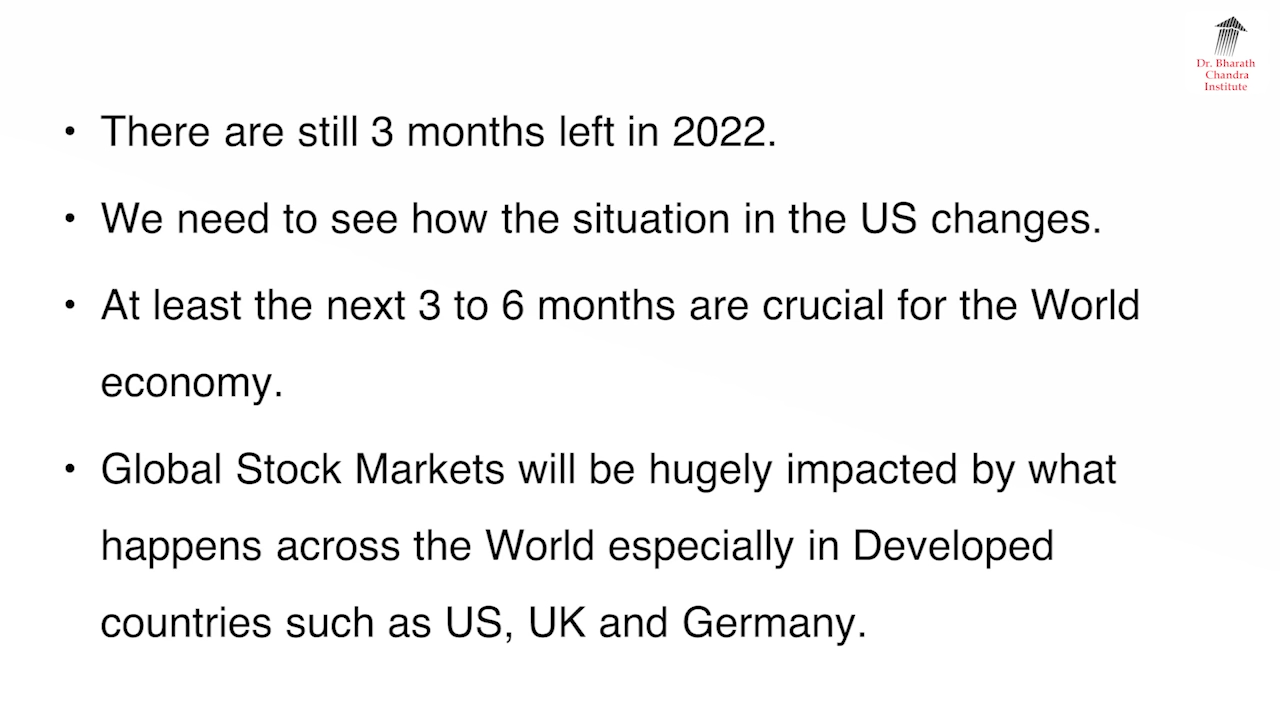 Dr. Bharath
Chandra
Institute
• There are still 3 months left in 2022.
• We need to see how the situation in the US changes.
• At least the next 3 to 6 months are crucial for the World
economy.
• Global Stock Markets will be hugely impacted by what
happens across the World especially in Developed
countries such as US, UK and Germany.